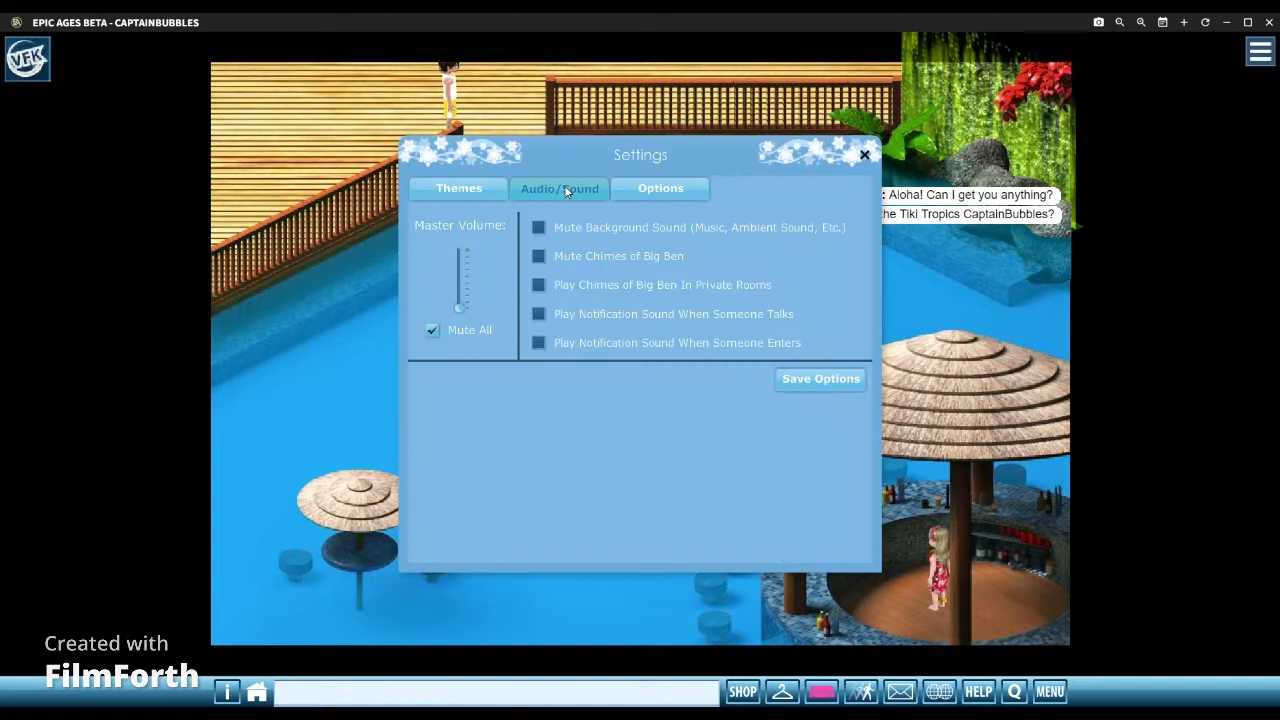 EPIC AGES BETA - CAPTAINBUBBLES
VFK
Settings
Themes
Audio/Sound
Options
: Aloha! Can I get you anything?
the Tiki Tropics CaptainBubbles?
Master Volume:
Mute All
Mute Background Sound (Music, Ambient Sound, Etc.)
Mute Chimes of Big Ben
Play Chimes of Big Ben In Private Rooms
Play Notification Sound When Someone Talks
Play Notification Sound When Someone Enters
Save Options
Created with
FilmForth
i
SHOP
HELP
Q
MENU